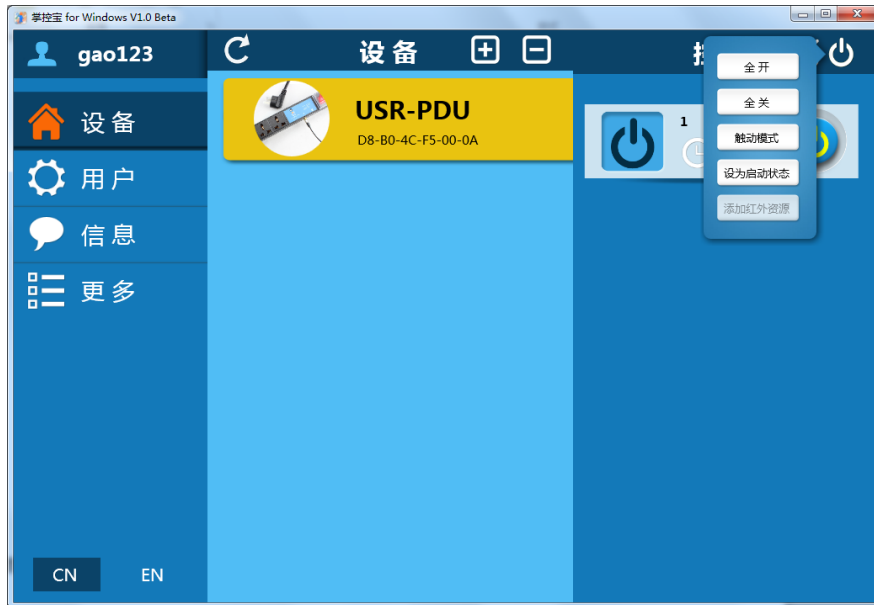 掌控宝 for Windows V1.0 Beta
gao123
设备
用户
信息
更多
CN
EN
设备
USR-PDU
D8-B0-4C-F5-00-0A
1
全开
全关
触动模式
设为启动状态
添加红外资源